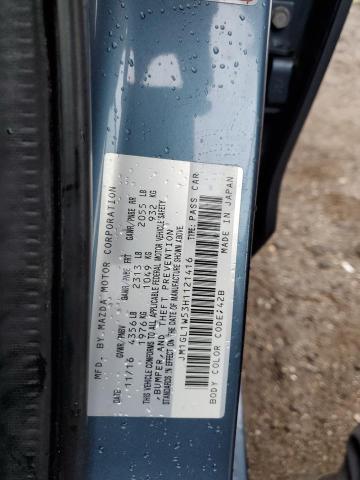 MFD. BY MAZDA MOTOR CORPORATION
GVWR/PNBV GAWR/PNBE FRT GAWR/PNBE RR
11/16 4356 LB 2313 LB 2055 LB
1976 KG 1049 KG 932 KG
THIS VEHICLE CONFORMS TO ALL APPLICABLE FEDERAL MOTOR VEHICLE SAFETY,
BUMPER, AND THEFT PREVENTION
STANDARDS IN EFFECT ON THE DATE OF MANUFACTURE SHOWN ABOVE.
JM1GL1W53H1121416 TYPE:PASS CAR
BODY COLOR CODE:42B MADE IN JAPAN